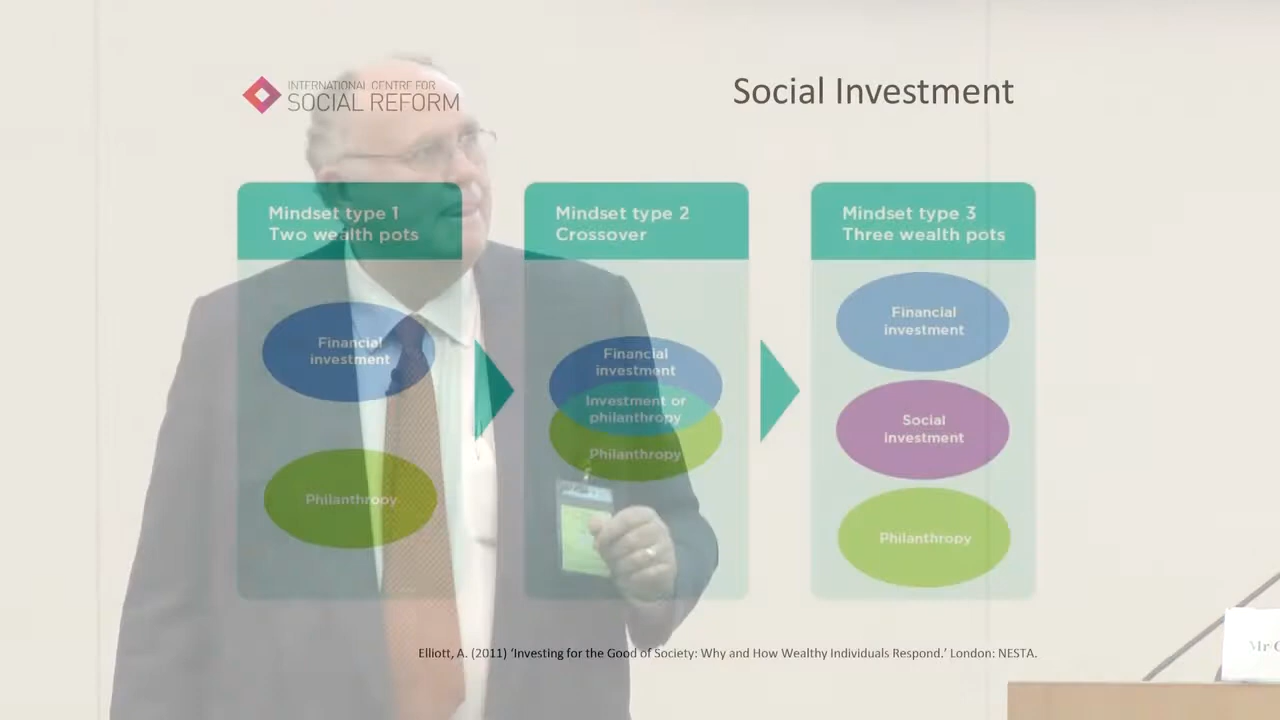 INTERNATIONAL CENTRE FOR
SOCIAL REFORM
Social Investment
Mindset type 1
Two wealth pots
Financial
investment
Philanthropy
Mindset type 2
Crossover
Financial
investment
Investment or
philanthropy
Philanthropy
Mindset type 3
Three wealth pots
Financial
investment
Social
investment
Philanthropy
Elliott, A. (2011) ‘Investing for the Good of Society: Why and How Wealthy Individuals Respond.’ London: NESTA.
Mr